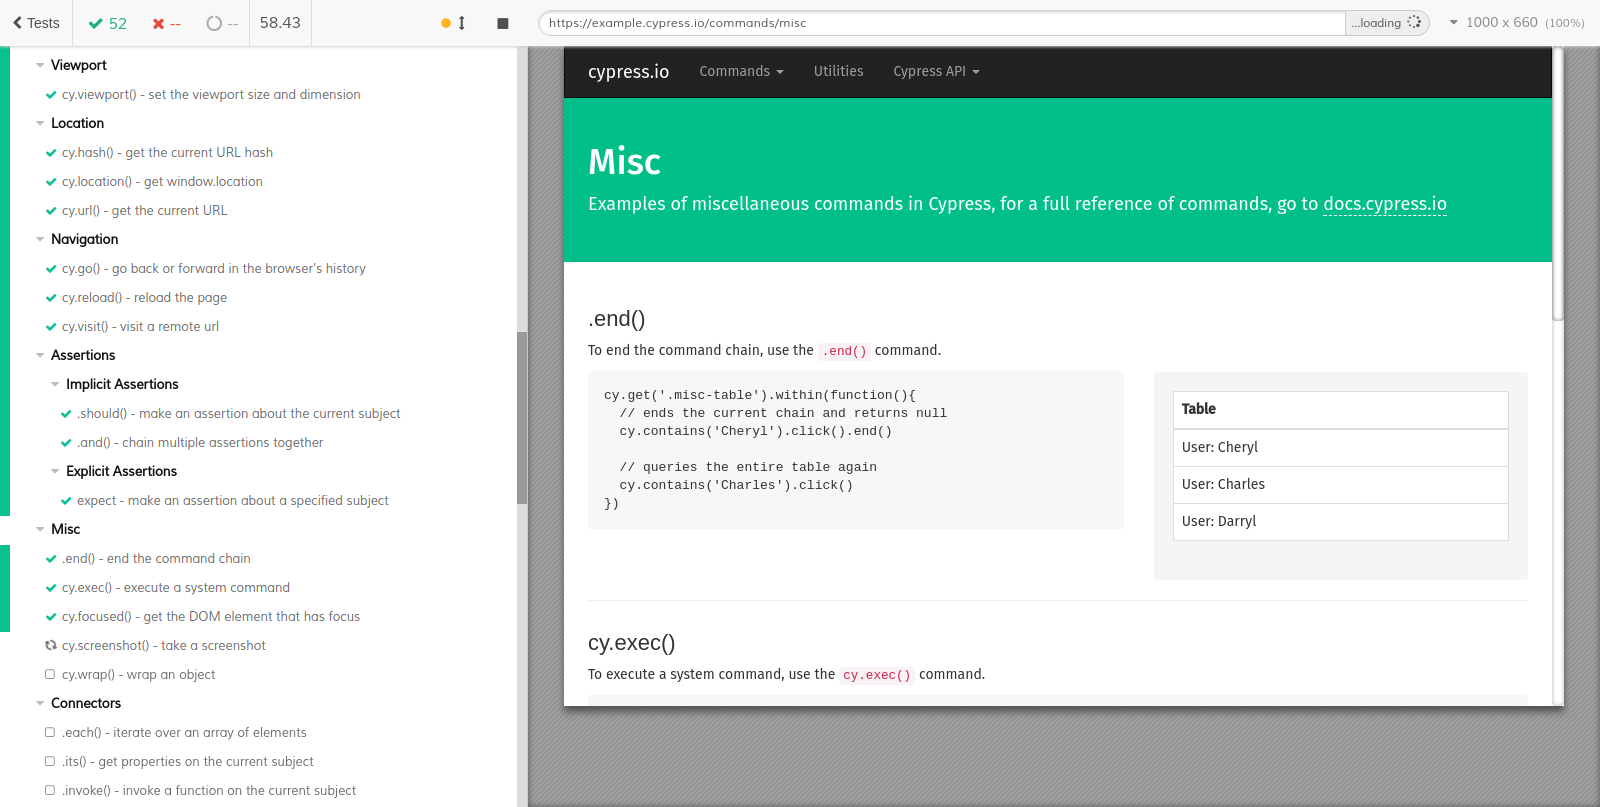 Tests 52 -- -- 58.43
https://example.cypress.io/commands/misc ...loading 1000 x 660 (100%)
Viewport
cy.viewport() - set the viewport size and dimension
Location
cy.hash() - get the current URL hash
cy.location() - get window.location
cy.url() - get the current URL
Navigation
cy.go() - go back or forward in the browser's history
cy.reload() - reload the page
cy.visit() - visit a remote url
Assertions
Implicit Assertions
.should() - make an assertion about the current subject
.and() - chain multiple assertions together
Explicit Assertions
expect - make an assertion about a specified subject
Misc
.end() - end the command chain
cy.exec() - execute a system command
cy.focused() - get the DOM element that has focus
cy.screenshot() - take a screenshot
cy.wrap() - wrap an object
Connectors
.each() - iterate over an array of elements
.its() - get properties on the current subject
.invoke() - invoke a function on the current subject
cypress.io Commands Utilities Cypress API
Misc
Examples of miscellaneous commands in Cypress, for a full reference of commands, go to docs.cypress.io
.end()
To end the command chain, use the .end() command.
cy.get('.misc-table').within(function(){
  // ends the current chain and returns null
  cy.contains('Cheryl').click().end()
  // queries the entire table again
  cy.contains('Charles').click()
})
Table
User: Cheryl
User: Charles
User: Darryl
cy.exec()
To execute a system command, use the cy.exec() command.